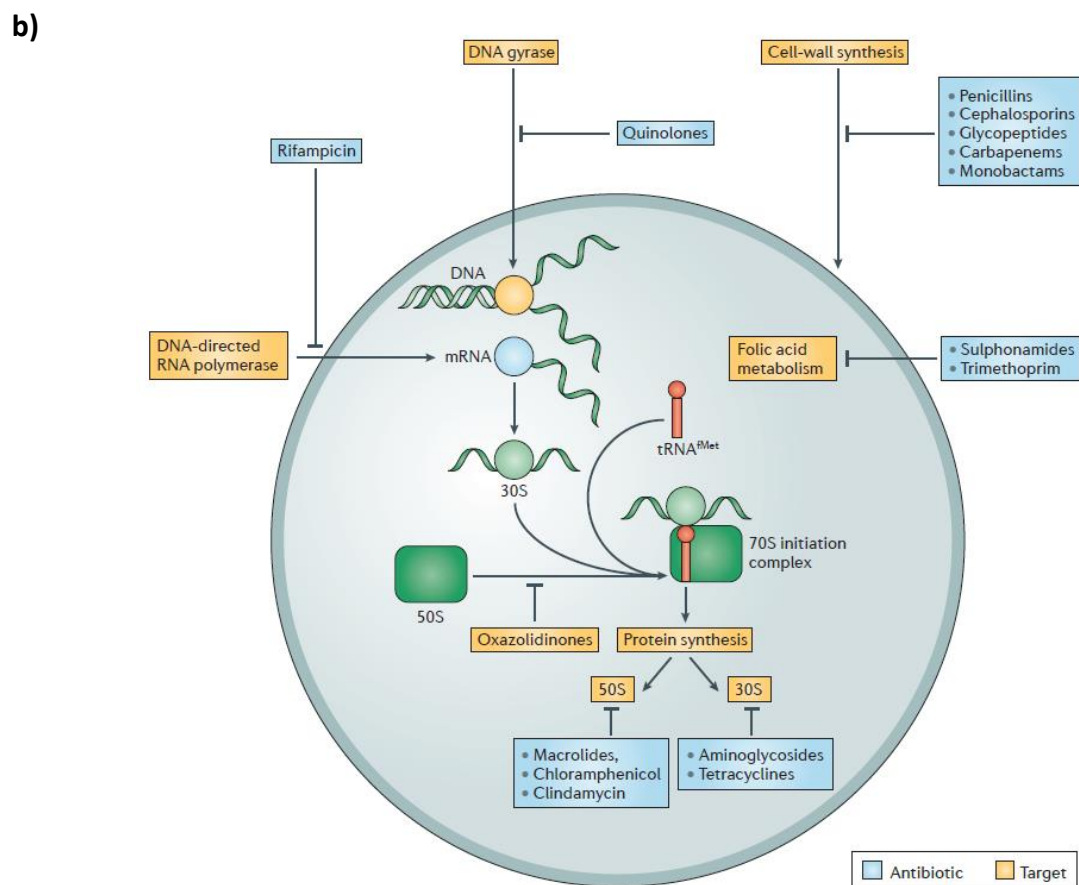 b)
DNA gyrase
Cell-wall synthesis
• Penicillins
• Cephalosporins
• Glycopeptides
• Carbapenems
• Monobactams
Quinolones
Rifampicin
DNA
DNA-directed
RNA polymerase
mRNA
Folic acid
metabolism
• Sulphonamides
• Trimethoprim
tRNAfMet
30S
70S initiation
complex
50S
Oxazolidinones
Protein synthesis
50S
30S
• Macrolides,
• Chloramphenicol
• Clindamycin
• Aminoglycosides
• Tetracyclines
Antibiotic
Target